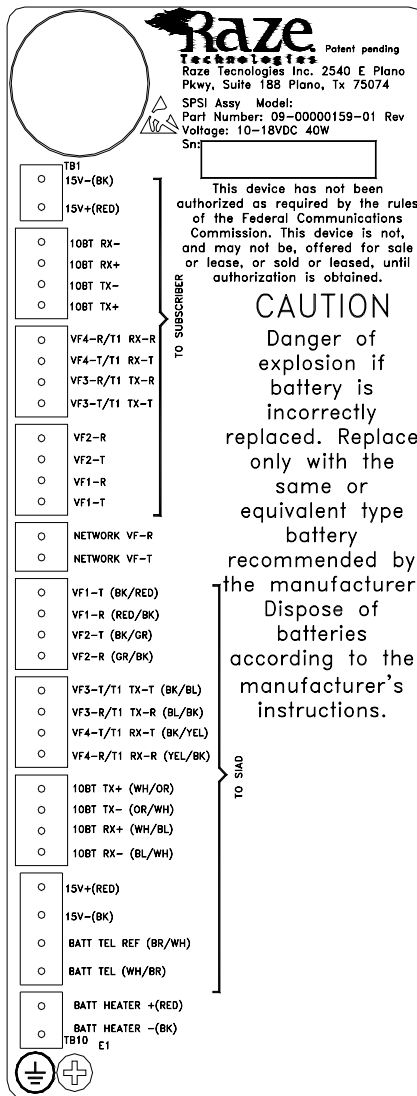 Raze
Technologies
Patent pending
Raze Tecnologies Inc. 2540 E Plano
Pkwy, Suite 188 Plano, Tx 75074
SPSI Assy Model:
Part Number: 09-00000159-01 Rev
Voltage: 10-18VDC 40W
Sn:
This device has not been
authorized as required by the rules
of the Federal Communications
Commission. This device is not,
and may not be, offered for sale
or lease, or sold or leased, until
authorization is obtained.
CAUTION
Danger of
explosion if
battery is
incorrectly
replaced. Replace
only with the
same or
equivalent type
battery
recommended by
the manufacturer
Dispose of
batteries
according to the
manufacturer's
instructions.
TB1
15V-(BK)
15V+(RED)
10BT RX-
10BT RX+
10BT TX-
10BT TX+
VF4-R/T1 RX-R
VF4-T/T1 RX-T
VF3-R/T1 TX-R
VF3-T/T1 TX-T
VF2-R
VF2-T
VF1-R
VF1-T
TO SUBSCRIBER
NETWORK VF-R
NETWORK VF-T
VF1-T (BK/RED)
VF1-R (RED/BK)
VF2-T (BK/GR)
VF2-R (GR/BK)
VF3-T/T1 TX-T (BK/BL)
VF3-R/T1 TX-R (BL/BK)
VF4-T/T1 RX-T (BK/YEL)
VF4-R/T1 RX-R (YEL/BK)
10BT TX+ (WH/OR)
10BT TX- (OR/WH)
10BT RX+ (WH/BL)
10BT RX- (BL/WH)
15V+(RED)
15V-(BK)
BATT TEL REF (BR/WH)
BATT TEL (WH/BR)
TO SIAD
BATT HEATER +(RED)
BATT HEATER -(BK)
TB10
E1